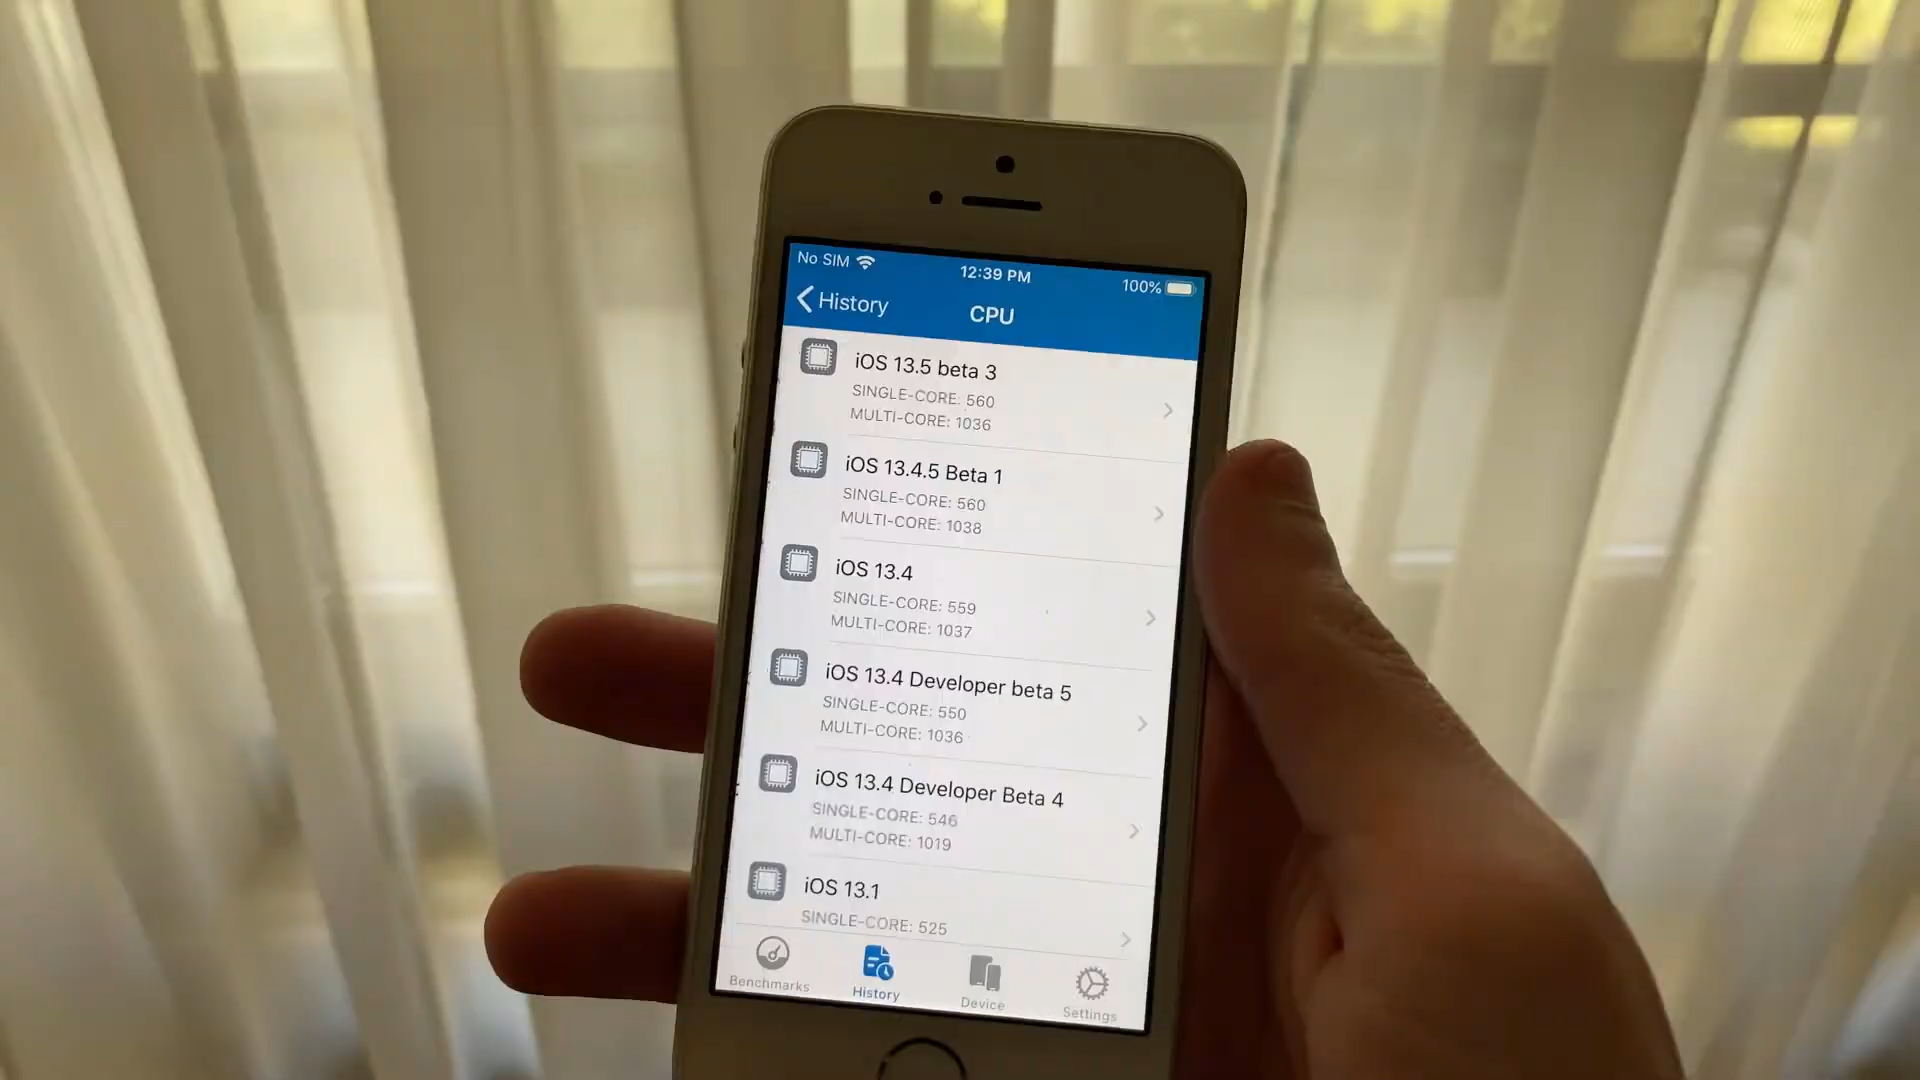 No SIM 12:39 PM 100%
History CPU
iOS 13.5 beta 3
SINGLE-CORE: 560
MULTI-CORE: 1036
iOS 13.4.5 Beta 1
SINGLE-CORE: 560
MULTI-CORE: 1038
iOS 13.4
SINGLE-CORE: 559
MULTI-CORE: 1037
iOS 13.4 Developer beta 5
SINGLE-CORE: 550
MULTI-CORE: 1036
iOS 13.4 Developer Beta 4
SINGLE-CORE: 546
MULTI-CORE: 1019
iOS 13.1
SINGLE-CORE: 525
Benchmarks History Device Settings